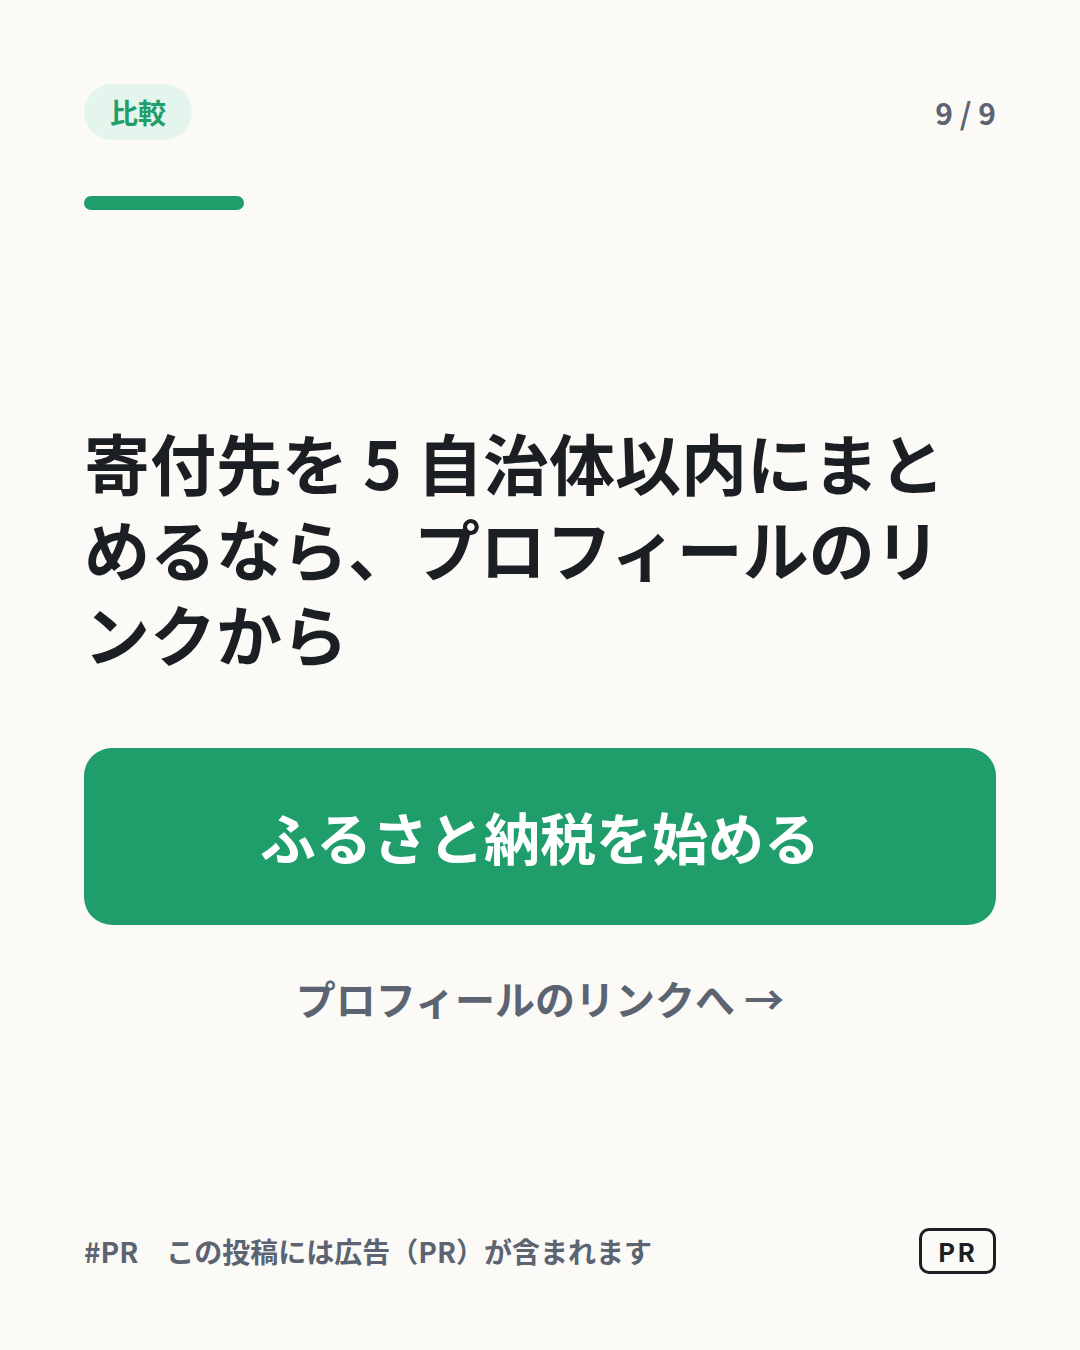 比較
9 / 9
寄付先を 5 自治体以内にまと
めるなら、プロフィールのリ
ンクから
ふるさと納税を始める
プロフィールのリンクへ →
#PR　この投稿には広告（PR）が含まれます
PR